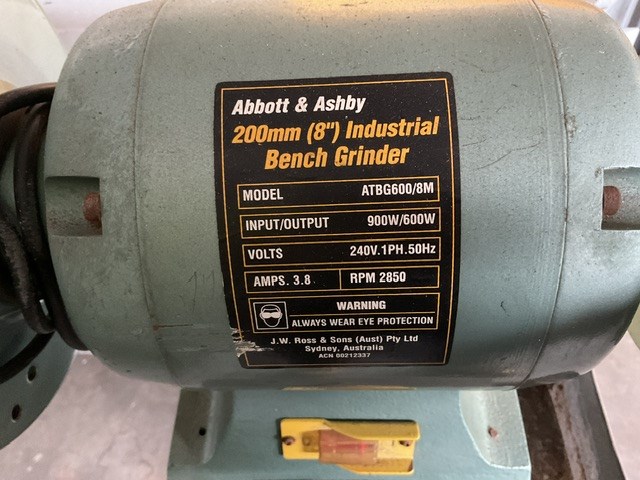 Abbott & Ashby
200mm (8") Industrial
Bench Grinder
MODEL ATBG600/8M
INPUT/OUTPUT 900W/600W
VOLTS 240V.1PH.50Hz
AMPS. 3.8 RPM 2850
WARNING
ALWAYS WEAR EYE PROTECTION
J.W. Ross & Sons (Aust) Pty Ltd
Sydney, Australia
ACN 00212337